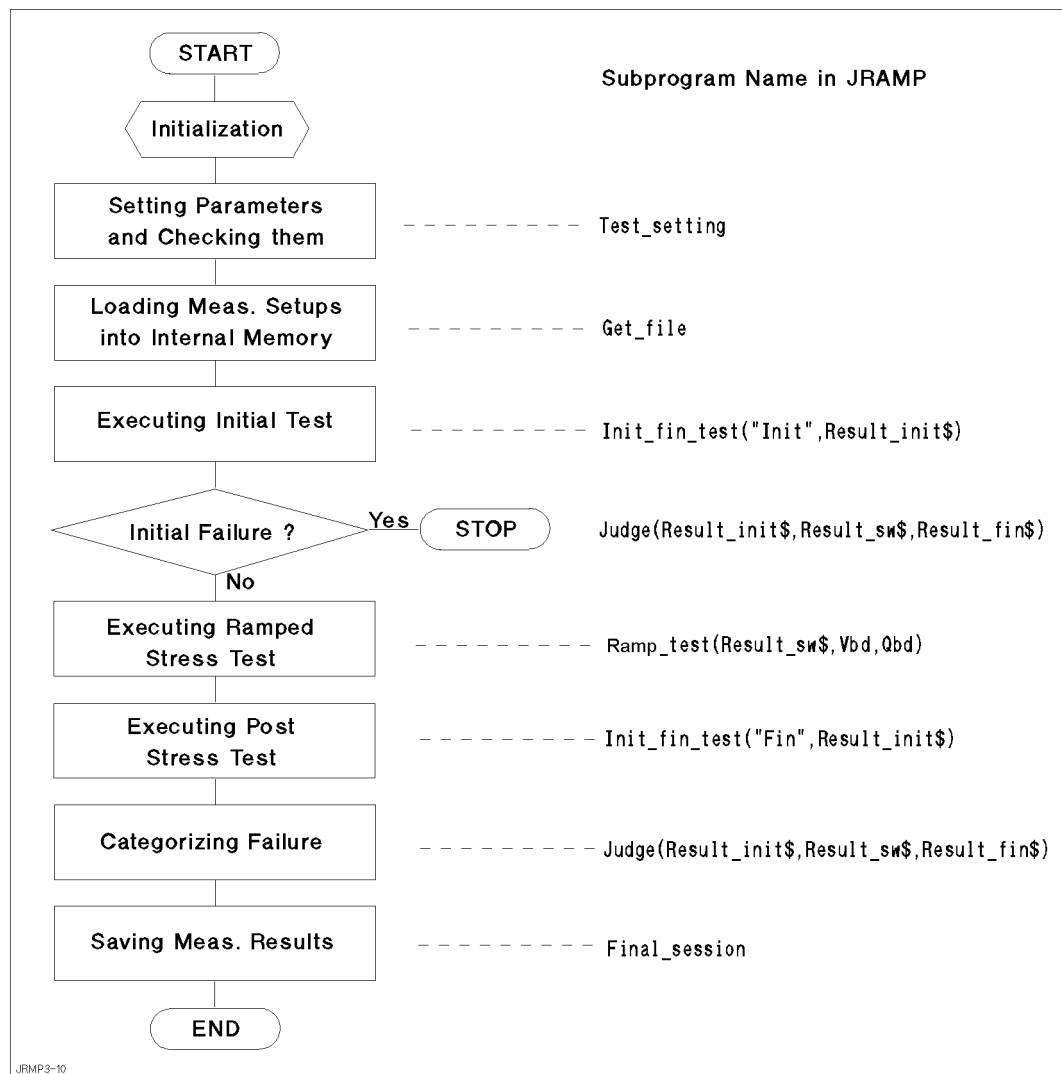 START
Subprogram Name in JRAMP
Initialization
Setting Parameters
and Checking them
Test_setting
Loading Meas. Setups
into Internal Memory
Get_file
Executing Initial Test
Init_fin_test("Init",Result_init$)
Initial Failure ?
Yes
STOP
Judge(Result_init$,Result_sw$,Result_fin$)
No
Executing Ramped
Stress Test
Ramp_test(Result_sw$,Vbd,Qbd)
Executing Post
Stress Test
Init_fin_test("Fin",Result_init$)
Categorizing Failure
Judge(Result_init$,Result_sw$,Result_fin$)
Saving Meas. Results
Final_session
END
JRMP3-10